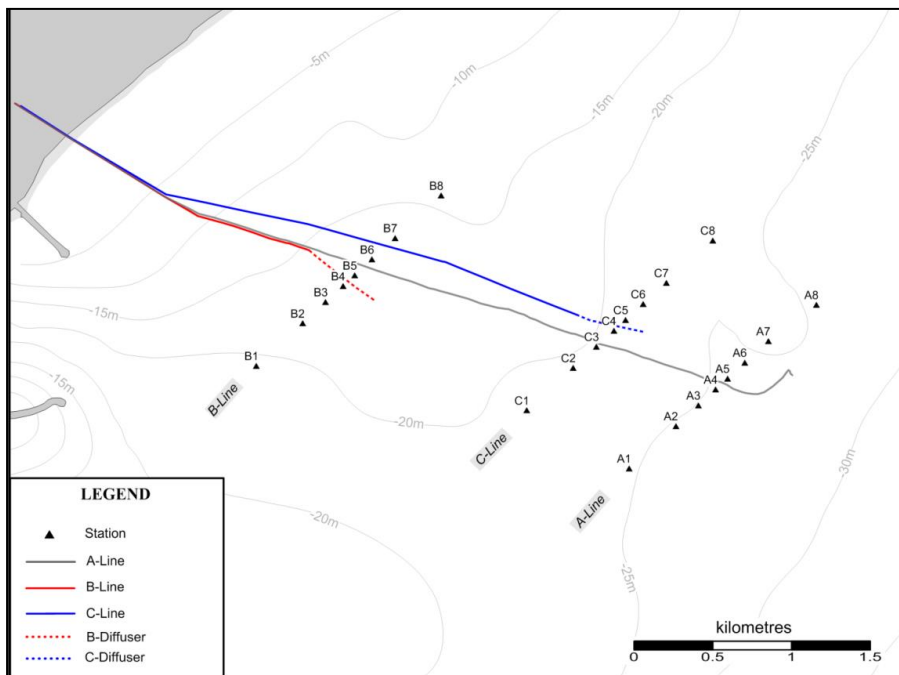 -5m
-10m
-15m
-20m
-25m
B8
B7
B6
B5
B4
B3
B2
B1
C8
C7
C6
C5
C4
C3
C2
C1
A8
A7
A6
A5
A4
A3
A2
A1
-15m
-15m
-20m
-20m
-25m
-30m
B-Line
C-Line
A-Line
LEGEND
Station
A-Line
B-Line
C-Line
B-Diffuser
C-Diffuser
kilometres
0 0.5 1 1.5